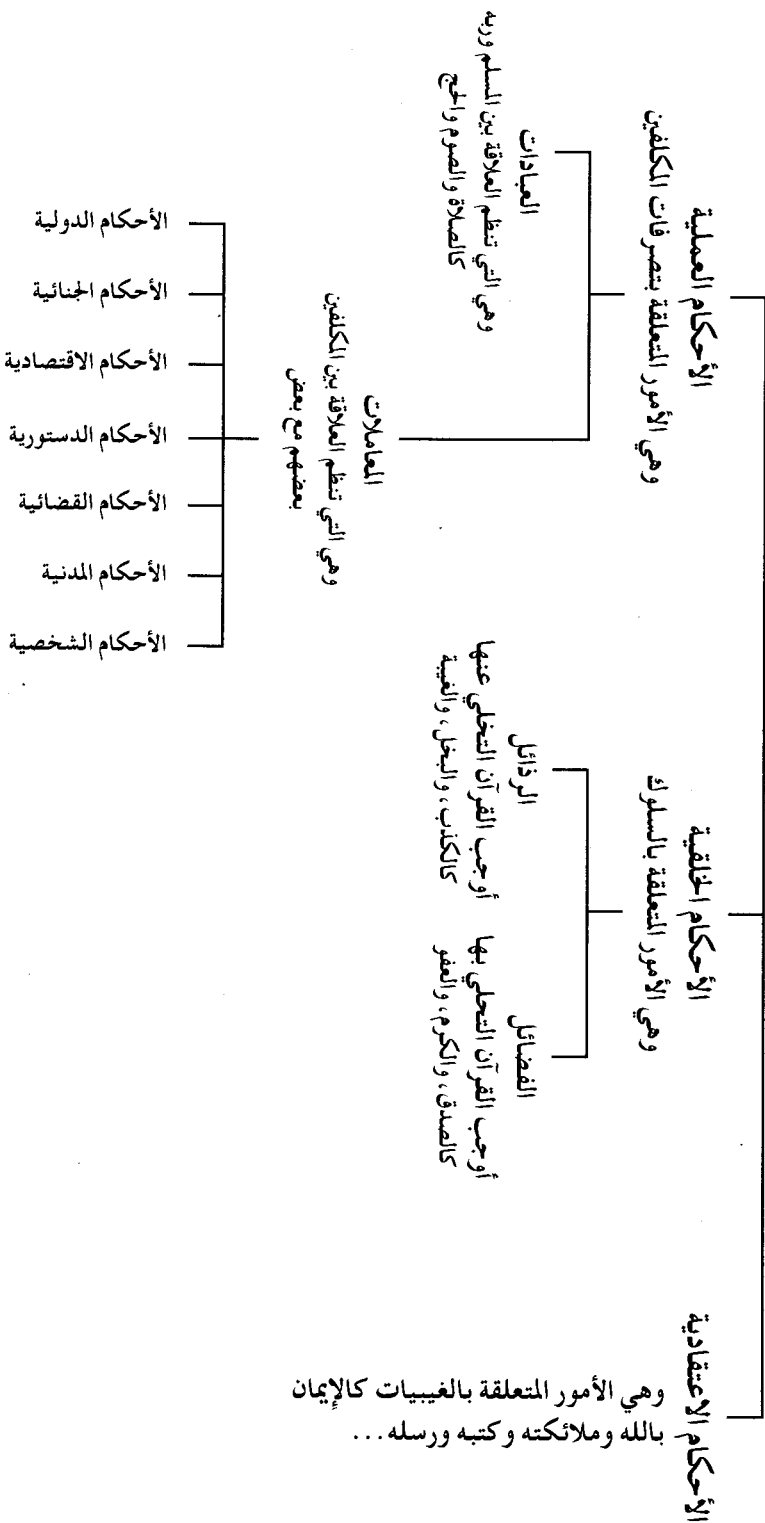 الأحكام الاعتقادية
وهي الأمور المتعلقة بالغيبيات كالإيمان
بالله وملائكته وكتبه ورسله...
الأحكام الخلقية
وهي الأمور المتعلقة بالسلوك
الفضائل
أوجب القرآن التحلي بها
كالصدق، والكرم، والعفو
الرذائل
أوجب القرآن التخلي عنها
كالكذب، والبخل، والغيبة
الأحكام العملية
وهي الأمور المتعلقة بتصرفات المكلفين
العبادات
وهي التي تنظم العلاقة بين المسلم وربه
كالصلاة والصوم والحج
المعاملات
وهي التي تنظم العلاقة بين المكلفين
بعضهم مع بعض
الأحكام الشخصية
الأحكام المدنية
الأحكام القضائية
الأحكام الدستورية
الأحكام الاقتصادية
الأحكام الجنائية
الأحكام الدولية